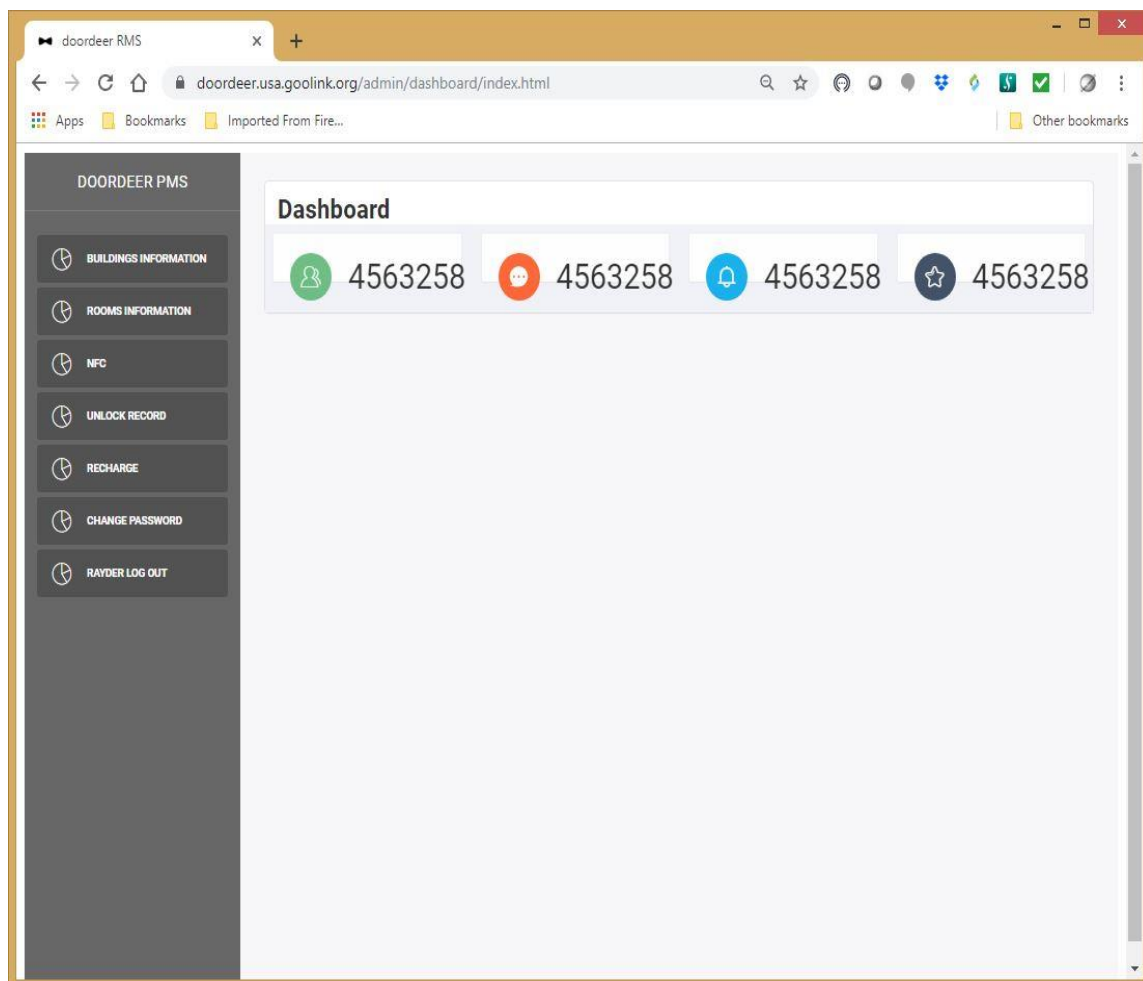 doordeer RMS
doordeer.usa.goolink.org/admin/dashboard/index.html
Apps Bookmarks Imported From Fire... Other bookmarks
DOORDEER PMS
BUILDINGS INFORMATION
ROOMS INFORMATION
NFC
UNLOCK RECORD
RECHARGE
CHANGE PASSWORD
RAYDER LOG OUT
Dashboard
4563258 4563258 4563258 4563258